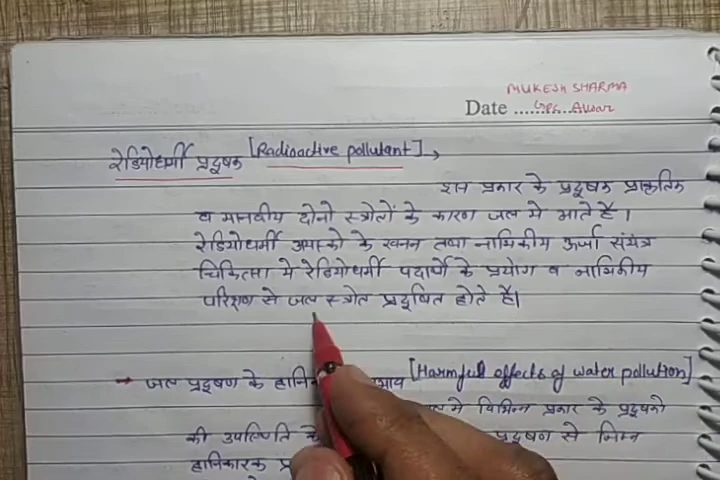 MUKESH SHARMA
Date ......GPC...Alwar
रेडियोधर्मी प्रदूषक [Radioactive pollutant] →
इस प्रकार के प्रदूषक प्राकृतिक
व मानवीय दोनो स्त्रोतों के कारण जल मे आते है।
रेडियोधर्मी अयस्को के खनन तथा नाभिकीय ऊर्जा संयंत्र
चिकित्सा मे रेडियोधर्मी पदार्थो के प्रयोग व नाभिकीय
परिक्षण से जल स्त्रोत प्रदूषित होते है।
→ जल प्रदूषण के [Harmful effects of water pollution]
मे विभिन्न प्रकार के प्रदूषको
की उपस्थिति के प्रदूषण से निम्न
हानिकारक